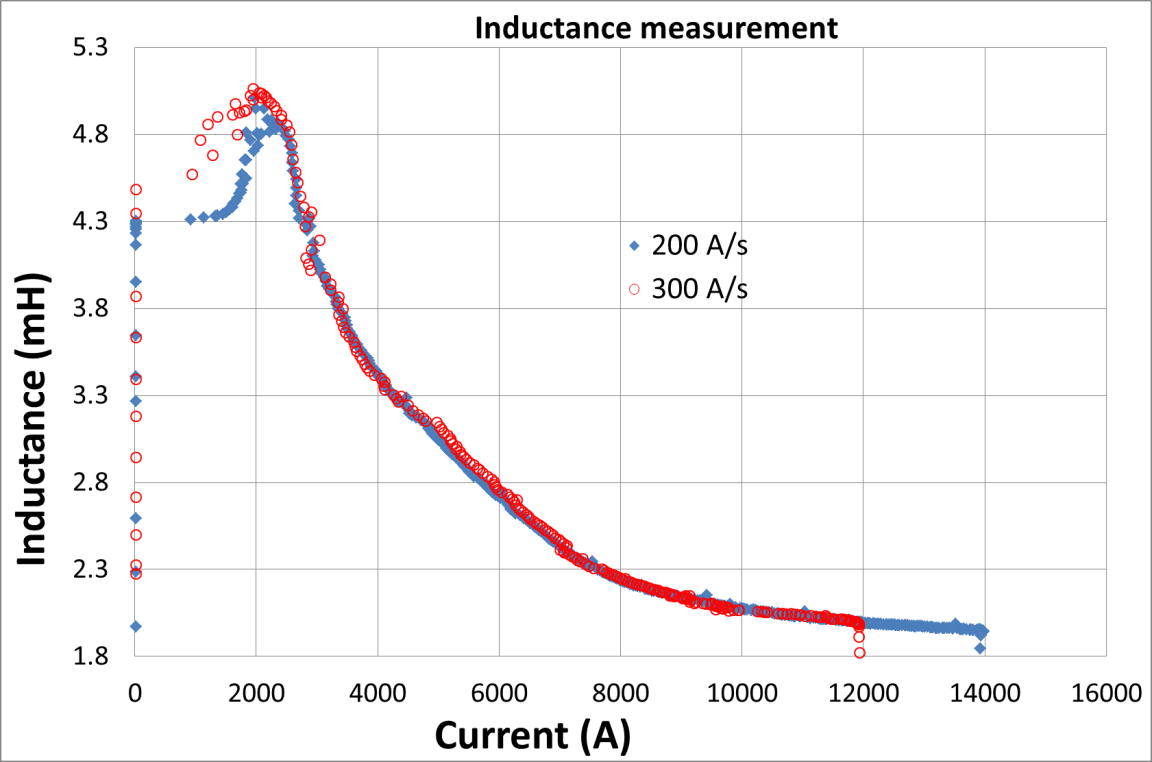 Inductance measurement
5.3
4.8
4.3
3.8
3.3
2.8
2.3
1.8
Inductance (mH)
200 A/s
300 A/s
0 2000 4000 6000 8000 10000 12000 14000 16000
Current (A)